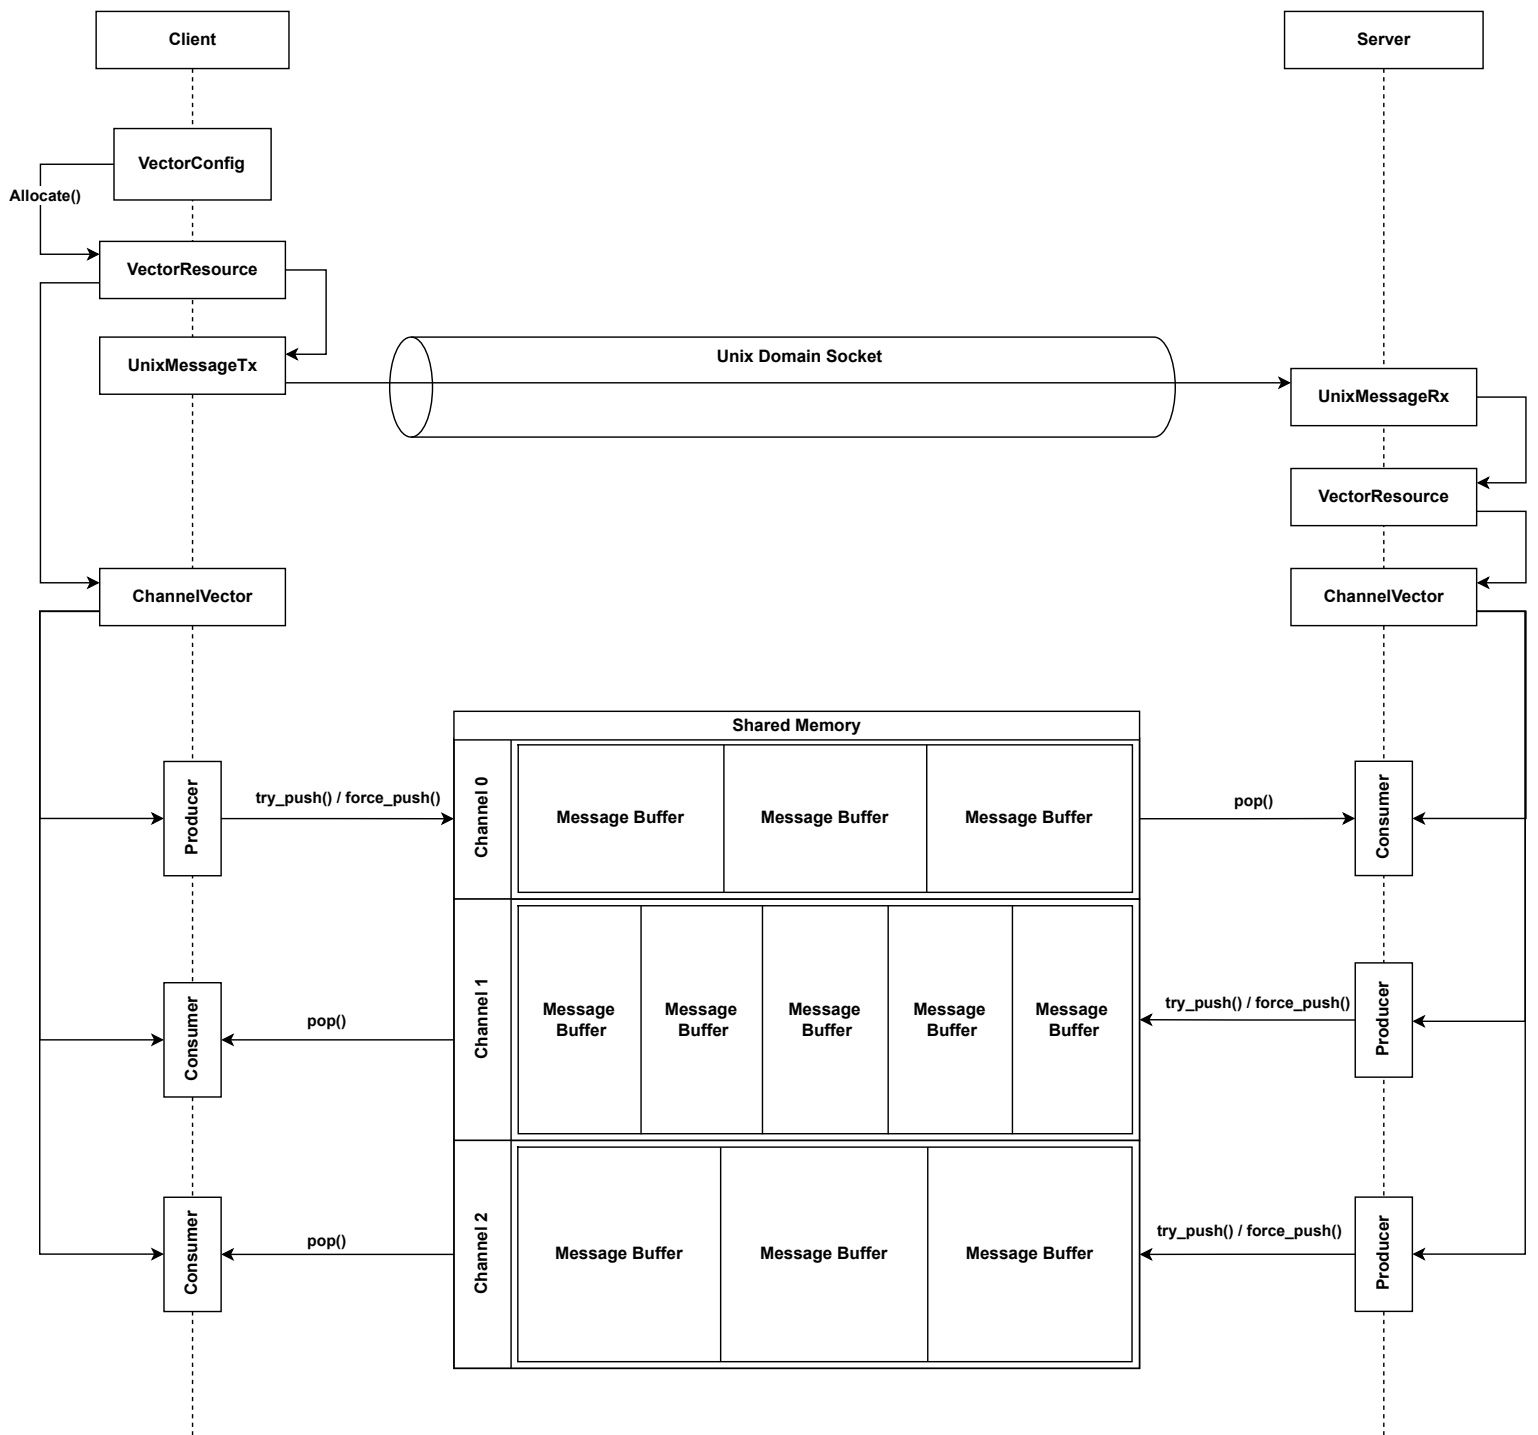 Client
Server
VectorConfig
Allocate()
VectorResource
UnixMessageTx
Unix Domain Socket
UnixMessageRx
VectorResource
ChannelVector
ChannelVector
Shared Memory
Producer
try_push() / force_push()
Channel 0
Message Buffer
Message Buffer
Message Buffer
pop()
Consumer
Consumer
pop()
Channel 1
Message
Buffer
Message
Buffer
Message
Buffer
Message
Buffer
Message
Buffer
try_push() / force_push()
Producer
Consumer
pop()
Channel 2
Message Buffer
Message Buffer
Message Buffer
try_push() / force_push()
Producer